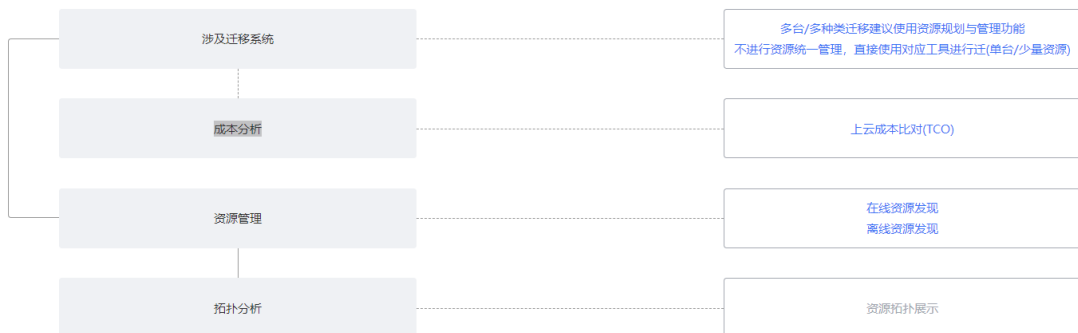 涉及迁移系统
多台/多种类迁移建议使用资源规划与管理功能
不进行资源统一管理，直接使用对应工具进行迁(单台/少量资源)
成本分析
上云成本比对(TCO)
资源管理
在线资源发现
离线资源发现
拓扑分析
资源拓扑展示